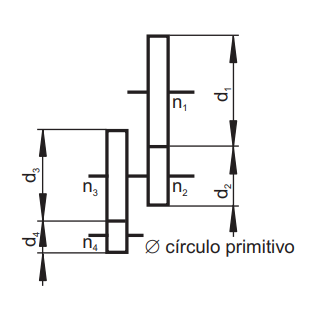 d₁
n₁
d₃
n₃
n₂
d₂
d₄
n₄
∅ círculo primitivo